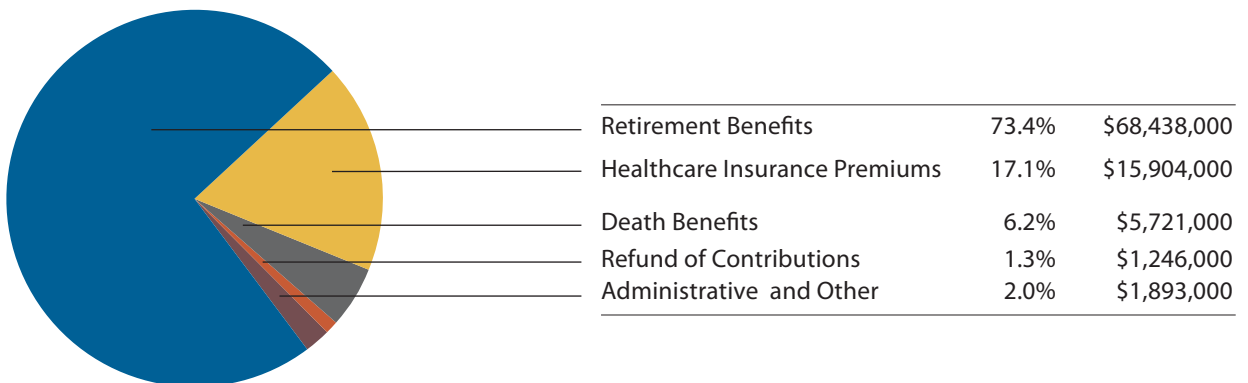 Retirement Benefits 73.4% $68,438,000
Healthcare Insurance Premiums 17.1% $15,904,000
Death Benefits 6.2% $5,721,000
Refund of Contributions 1.3% $1,246,000
Administrative and Other 2.0% $1,893,000